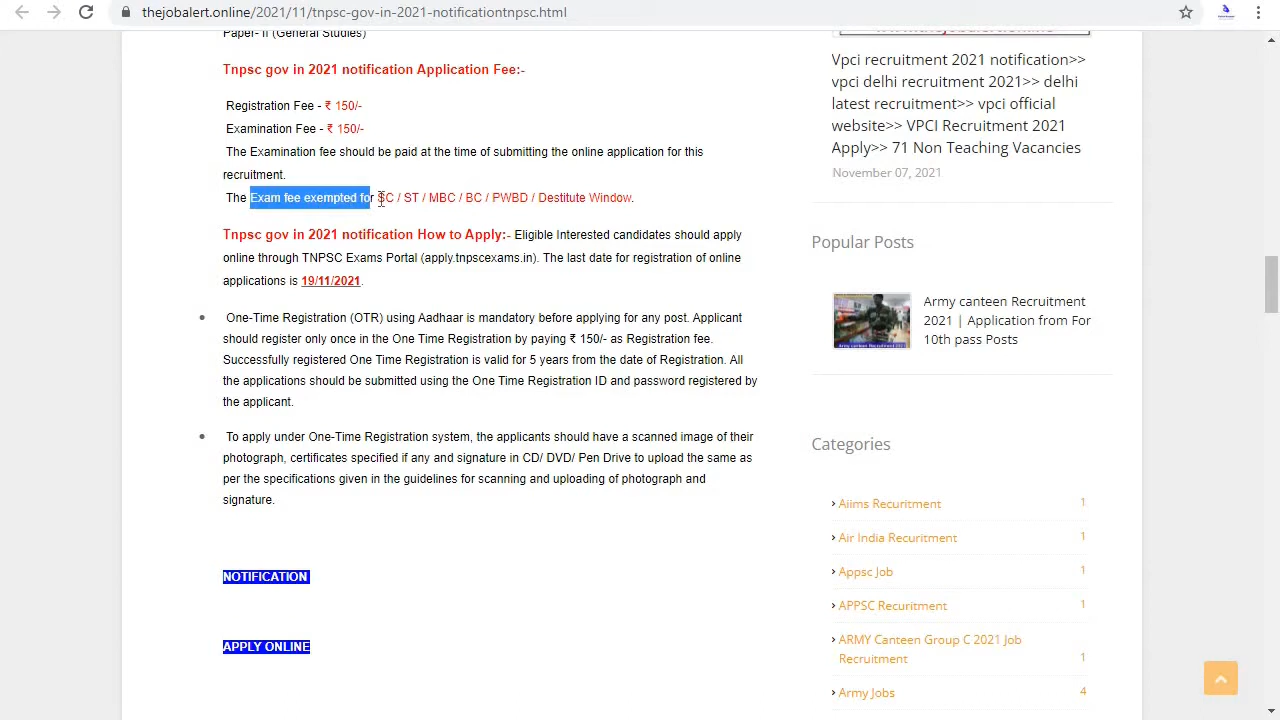 thejobalert.online/2021/11/tnpsc-gov-in-2021-notificationtnpsc.html
Paper- II (General Studies)
Tnpsc gov in 2021 notification Application Fee:-
Registration Fee - ₹ 150/-
Examination Fee - ₹ 150/-
The Examination fee should be paid at the time of submitting the online application for this
recruitment.
The Exam fee exempted for SC / ST / MBC / BC / PWBD / Destitute Window.
Tnpsc gov in 2021 notification How to Apply:- Eligible Interested candidates should apply
online through TNPSC Exams Portal (apply.tnpscexams.in). The last date for registration of online
applications is 19/11/2021.
One-Time Registration (OTR) using Aadhaar is mandatory before applying for any post. Applicant
should register only once in the One Time Registration by paying ₹ 150/- as Registration fee.
Successfully registered One Time Registration is valid for 5 years from the date of Registration. All
the applications should be submitted using the One Time Registration ID and password registered by
the applicant.
To apply under One-Time Registration system, the applicants should have a scanned image of their
photograph, certificates specified if any and signature in CD/ DVD/ Pen Drive to upload the same as
per the specifications given in the guidelines for scanning and uploading of photograph and
signature.
NOTIFICATION
APPLY ONLINE
Vpci recruitment 2021 notification>>
vpci delhi recruitment 2021>> delhi
latest recruitment>> vpci official
website>> VPCI Recruitment 2021
Apply>> 71 Non Teaching Vacancies
November 07, 2021
Popular Posts
Army canteen Recruitment
2021 | Application from For
10th pass Posts
Army canteen Recruitment 2021
Categories
Aiims Recuritment 1
Air India Recuritment 1
Appsc Job 1
APPSC Recuritment 1
ARMY Canteen Group C 2021 Job
Recruitment 1
Army Jobs 4